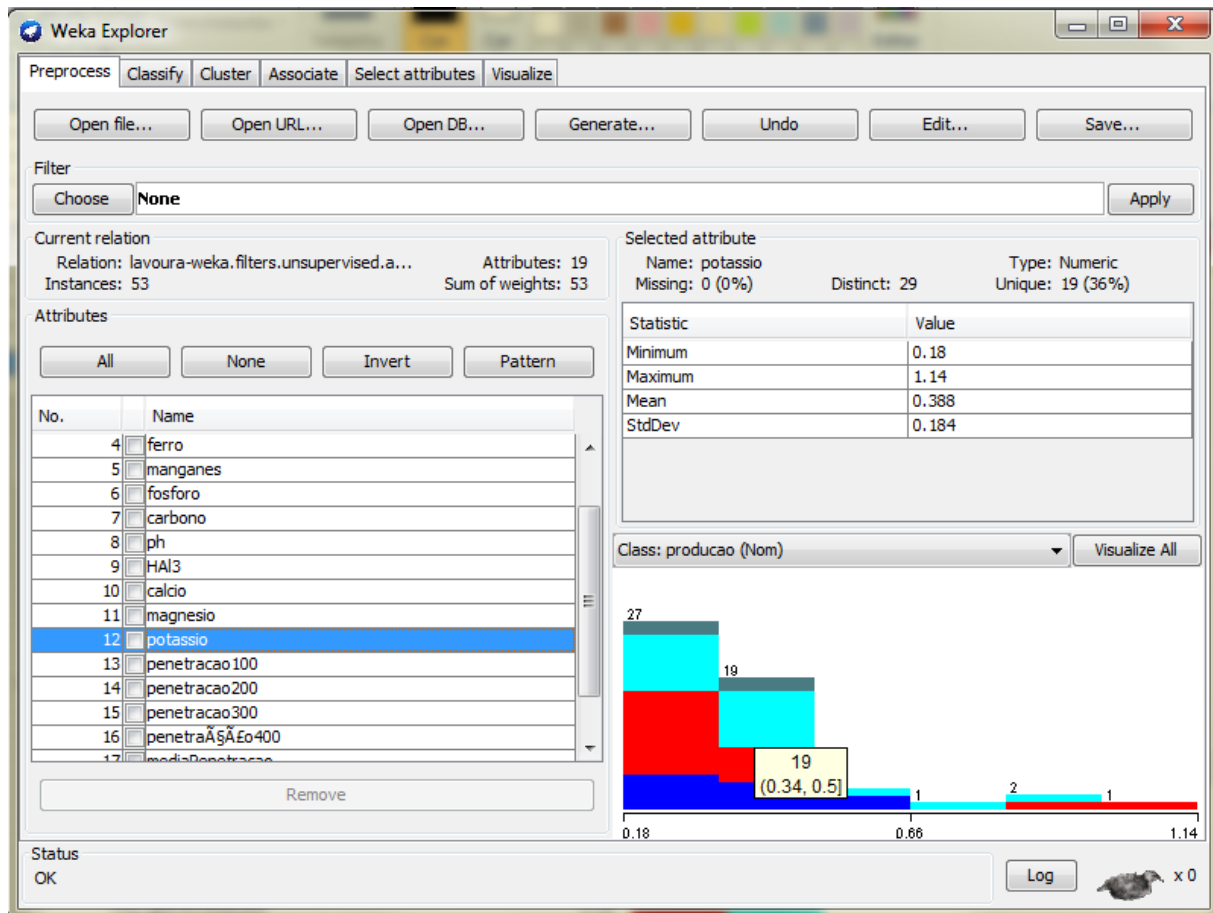 Weka Explorer
Preprocess Classify Cluster Associate Select attributes Visualize
Open file... Open URL... Open DB... Generate... Undo Edit... Save...
Filter
Choose None Apply
Current relation
Relation: lavoura-weka.filters.unsupervised.a... Attributes: 19
Instances: 53 Sum of weights: 53
Attributes
All None Invert Pattern
No. Name
4 ferro
5 manganes
6 fosforo
7 carbono
8 ph
9 HAl3
10 calcio
11 magnesio
12 potassio
13 penetracao100
14 penetracao200
15 penetracao300
16 penetraÃ§Ã£o400
17 mediaPenetracao
Remove
Selected attribute
Name: potassio Type: Numeric
Missing: 0 (0%) Distinct: 29 Unique: 19 (36%)
Statistic Value
Minimum 0.18
Maximum 1.14
Mean 0.388
StdDev 0.184
Class: producao (Nom) Visualize All
27
19
19
(0.34, 0.5]
1
2
1
0.18 0.66 1.14
Status
OK
Log x 0